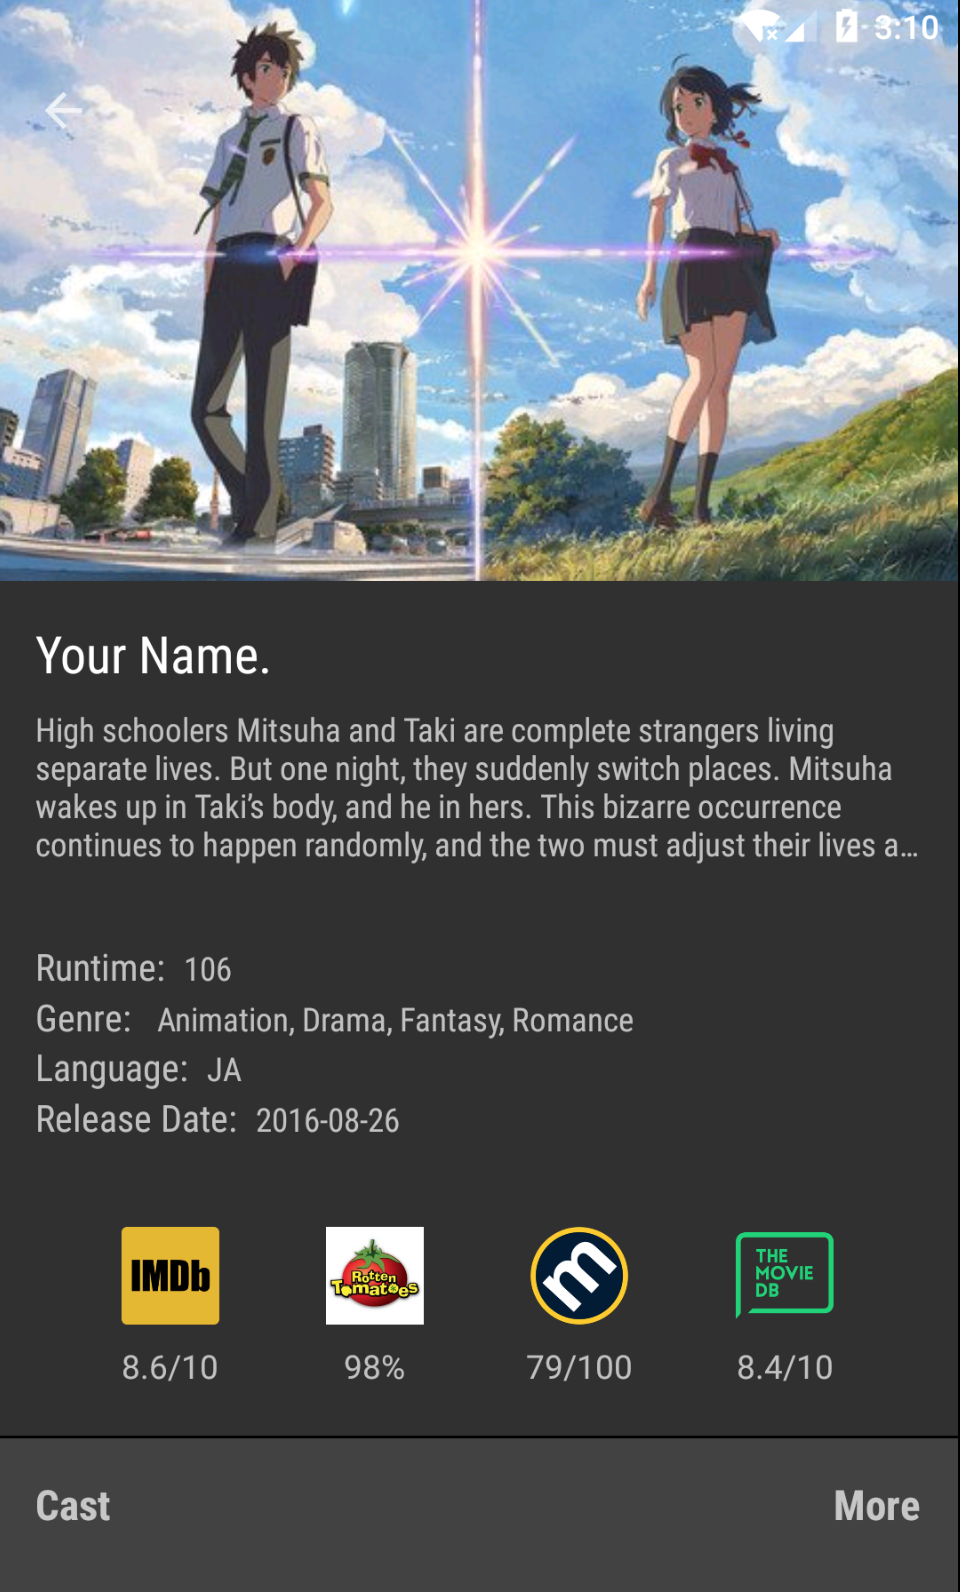 3:10
Your Name.
High schoolers Mitsuha and Taki are complete strangers living
separate lives. But one night, they suddenly switch places. Mitsuha
wakes up in Taki’s body, and he in hers. This bizarre occurrence
continues to happen randomly, and the two must adjust their lives a…
Runtime: 106
Genre: Animation, Drama, Fantasy, Romance
Language: JA
Release Date: 2016-08-26
IMDb
Rotten
Tomatoes
m
THE
MOVIE
DB
8.6/10 98% 79/100 8.4/10
Cast More